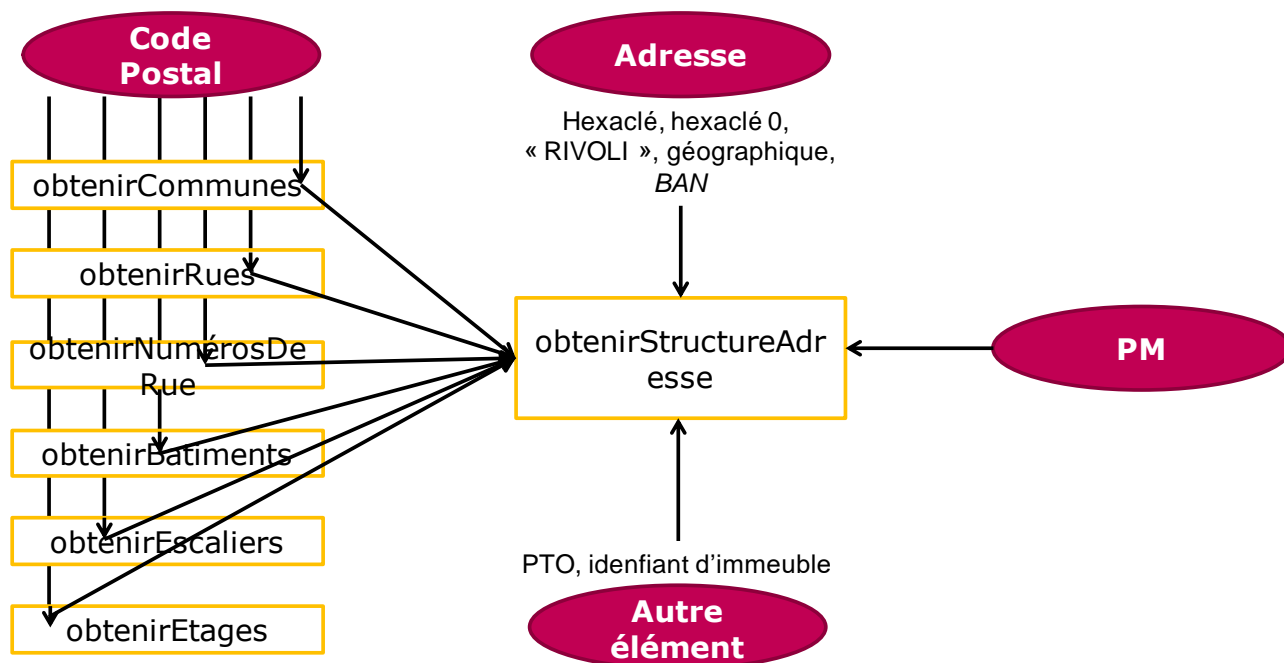 Code
Postal
obtenirCommunes
obtenirRues
obtenirNumérosDe
Rue
obtenirBatiments
obtenirEscaliers
obtenirEtages
Adresse
Hexaclé, hexaclé 0,
« RIVOLI », géographique,
BAN
obtenirStructureAdr
esse
PTO, idenfiant d’immeuble
Autre
élément
PM